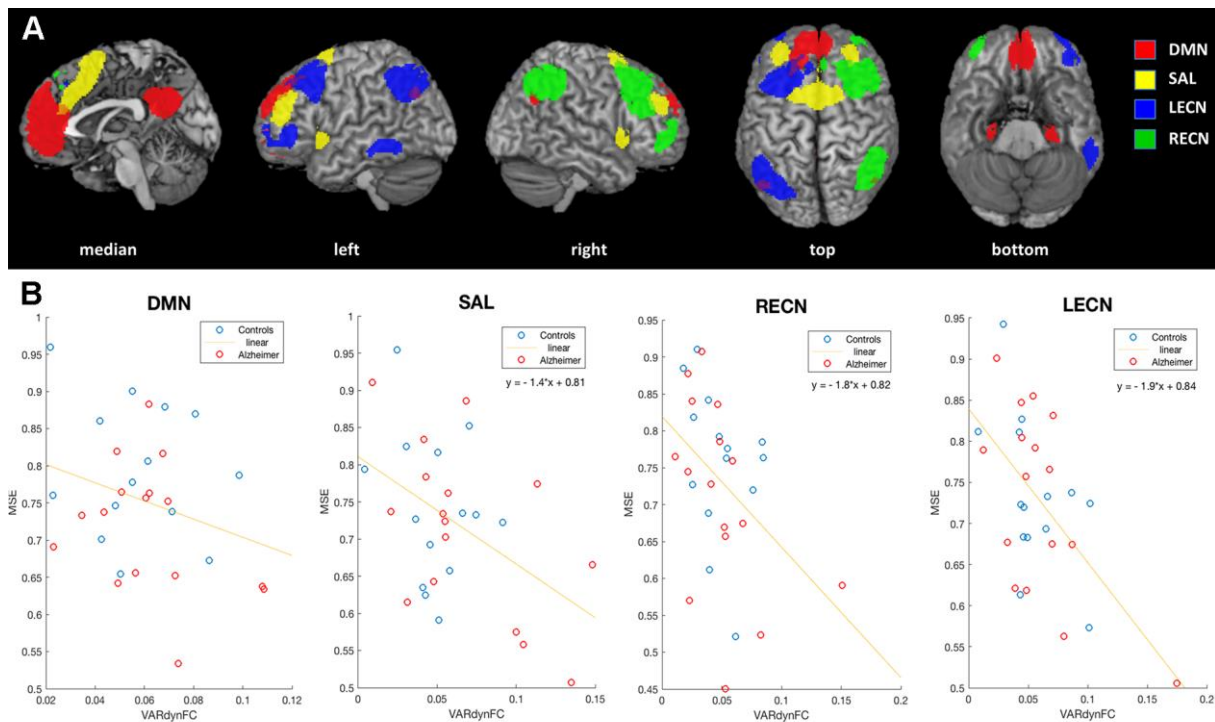 A
DMN
SAL
LECN
RECN
median
left
right
top
bottom
B
DMN
MSE
1
0.95
0.9
0.85
0.8
0.75
0.7
0.65
0.6
0.55
0.5
0.02
0.04
0.06
0.08
0.1
0.12
VARdynFC
Controls
linear
Alzheimer
SAL
MSE
1
0.95
0.9
0.85
0.8
0.75
0.7
0.65
0.6
0.55
0.5
0
0.05
0.1
0.15
VARdynFC
Controls
linear
Alzheimer
y = - 1.4*x + 0.81
RECN
MSE
0.95
0.9
0.85
0.8
0.75
0.7
0.65
0.6
0.55
0.5
0.45
0
0.05
0.1
0.15
0.2
VARdynFC
Controls
linear
Alzheimer
y = - 1.8*x + 0.82
LECN
MSE
0.95
0.9
0.85
0.8
0.75
0.7
0.65
0.6
0.55
0.5
0
0.05
0.1
0.15
0.2
VARdynFC
Controls
linear
Alzheimer
y = - 1.9*x + 0.84